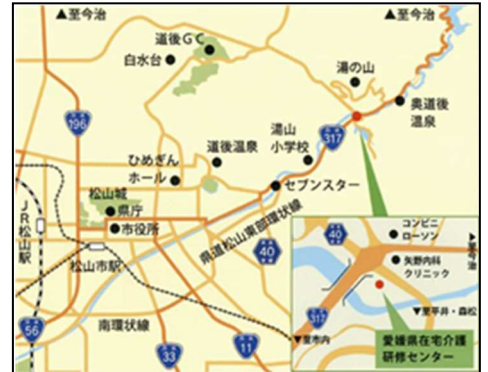 ▲至今治
▲至今治
道後GC
白水台
湯の山
奥道後
温泉
196
317
湯山
小学校
道後温泉
ひめぎん
ホール
セブンスター
松山城
県庁
市役所
JR松山駅
松山市駅
県道松山東部環状線
40
南環状線
56
33
11
40
コンビニ
ローソン
矢野内科
クリニック
▲至今治
▼至平井・森松
317
▼至市内
愛媛県在宅介護
研修センター